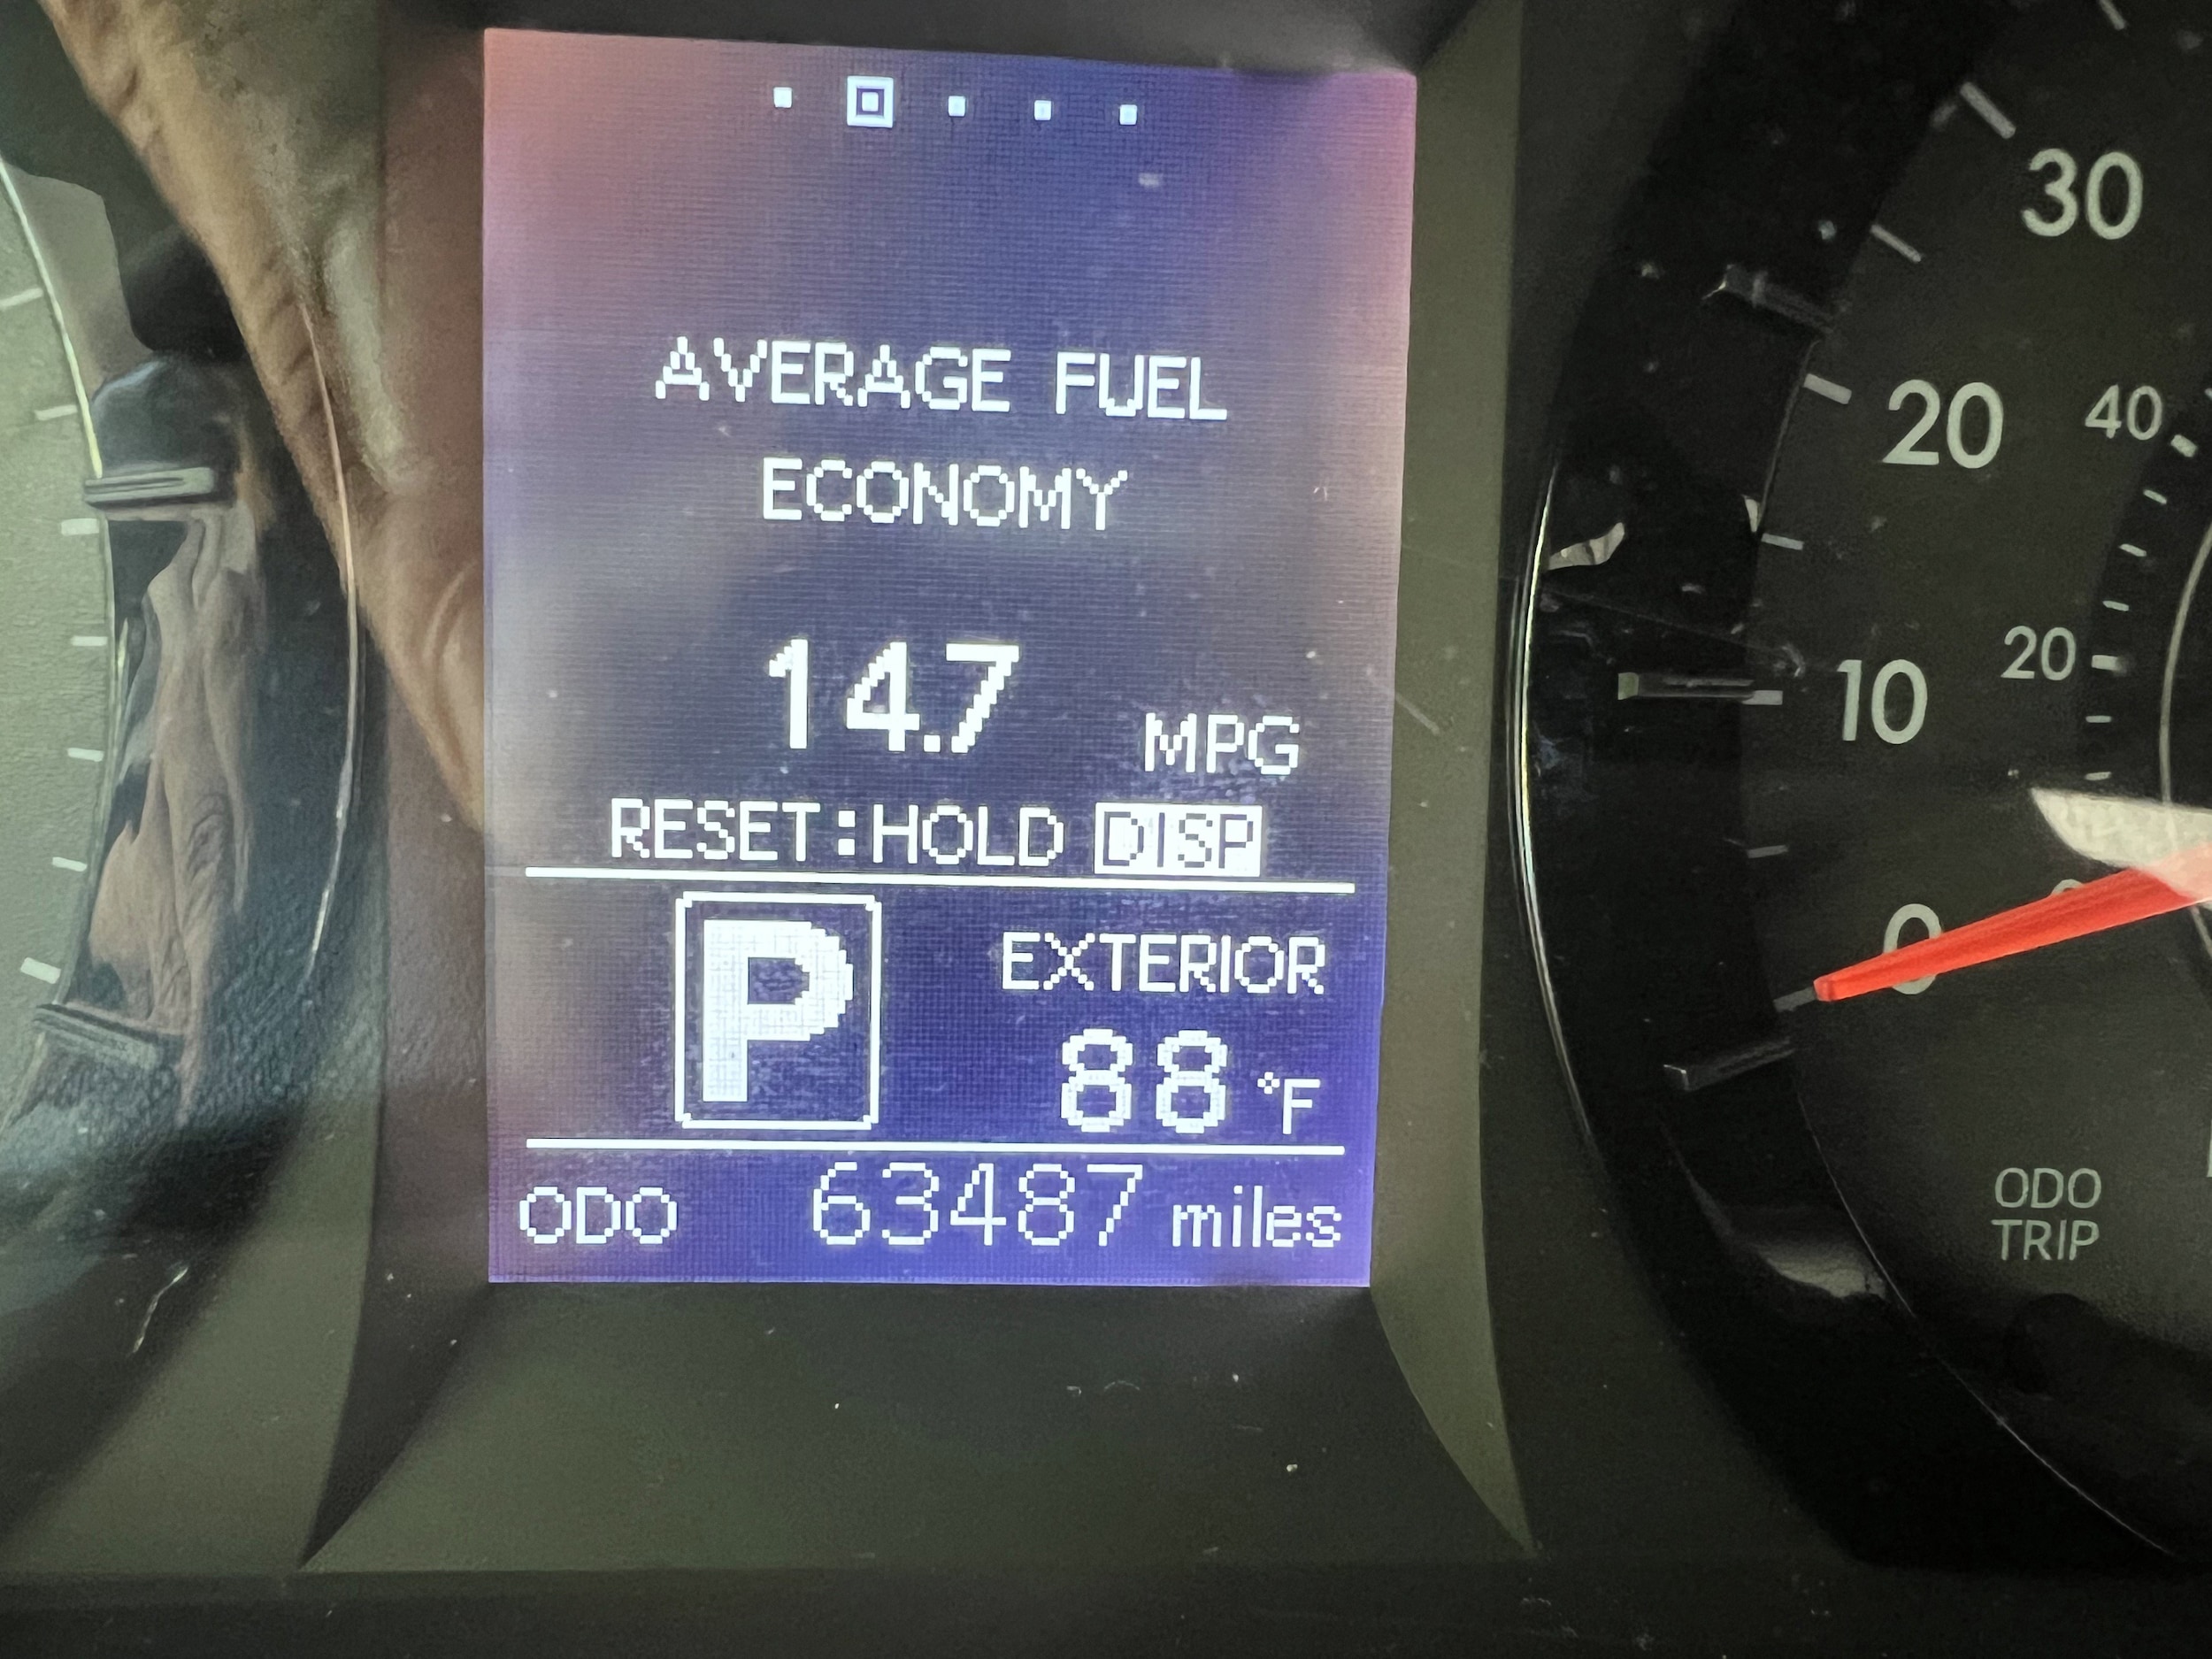 AVERAGE FUEL
ECONOMY
14.7 MPG
RESET:HOLD DISP
P
EXTERIOR
88 °F
ODO 63487 miles
30
20
10
0
40
20
ODO
TRIP